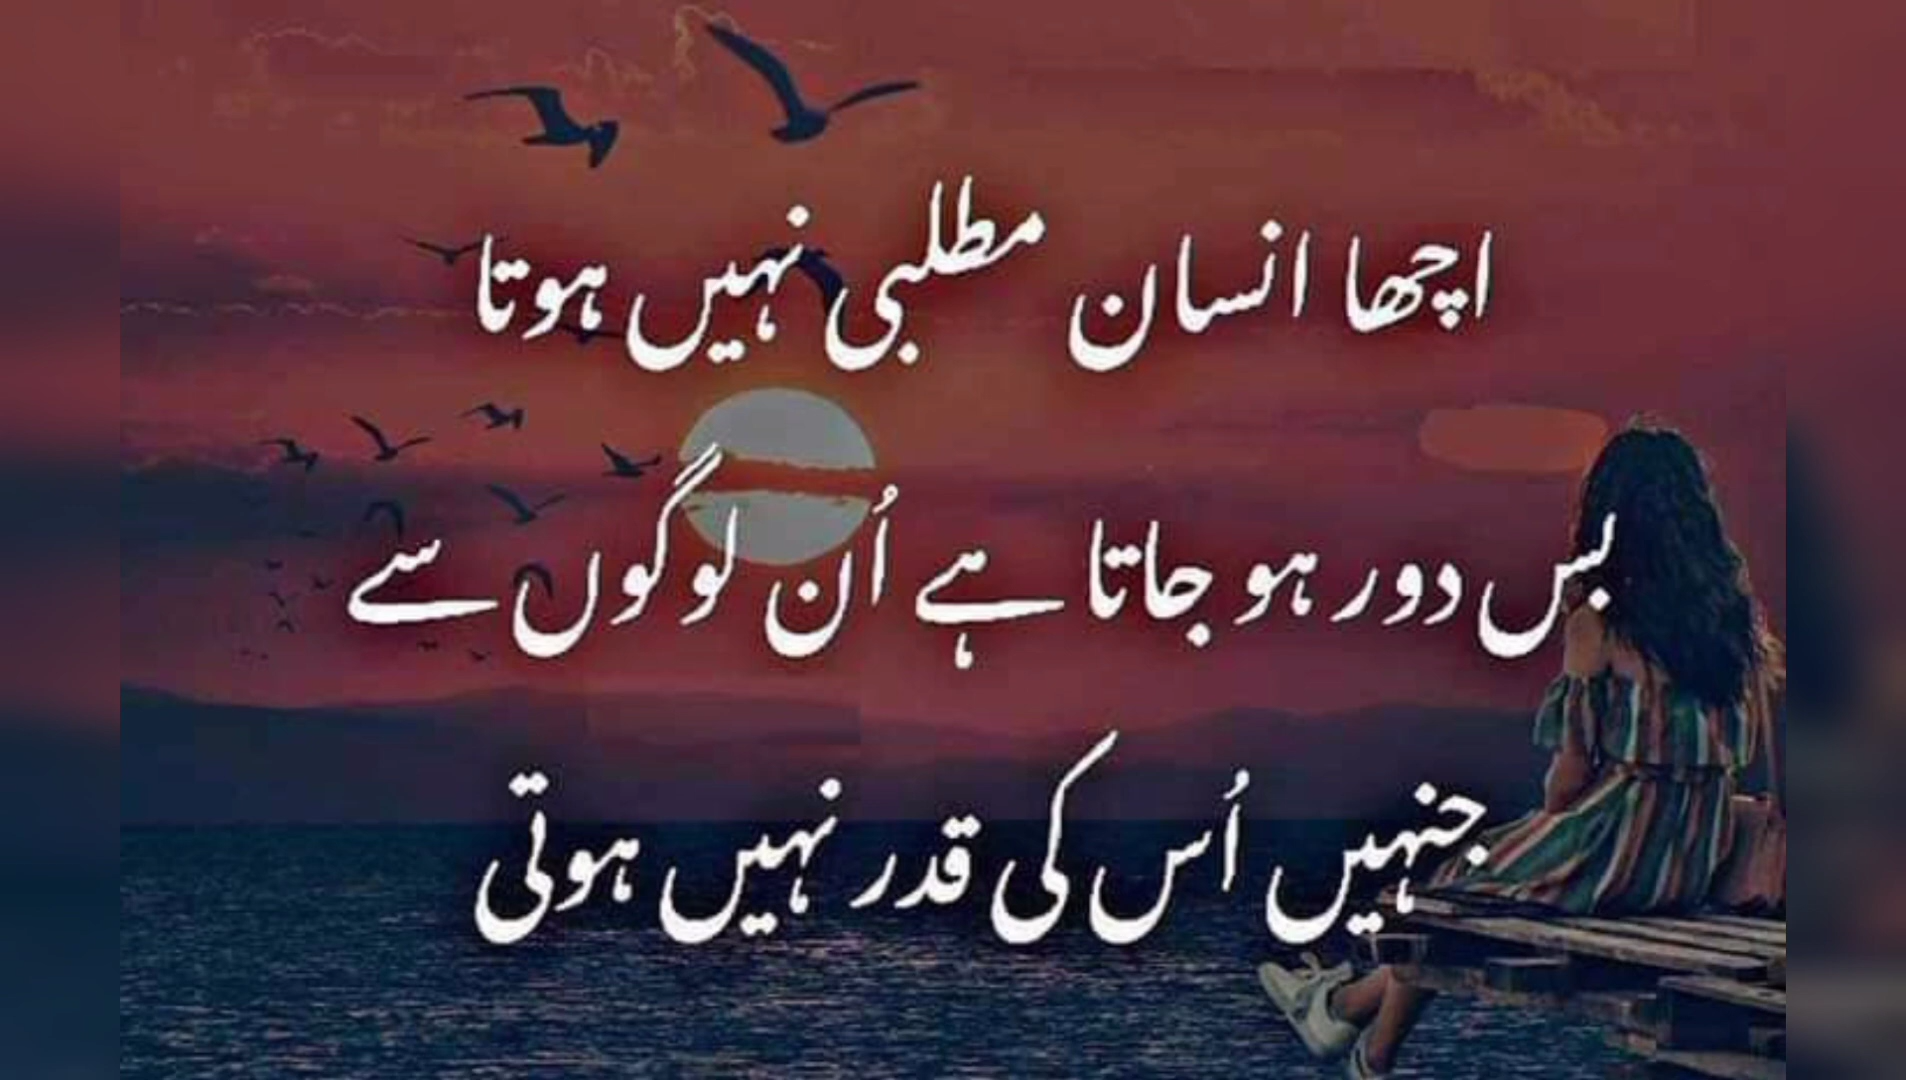 اچھا انسان مطلبی نہیں ہوتا
بس دور ہو جاتا ہے اُن لوگوں سے
جنہیں اُس کی قدر نہیں ہوتی